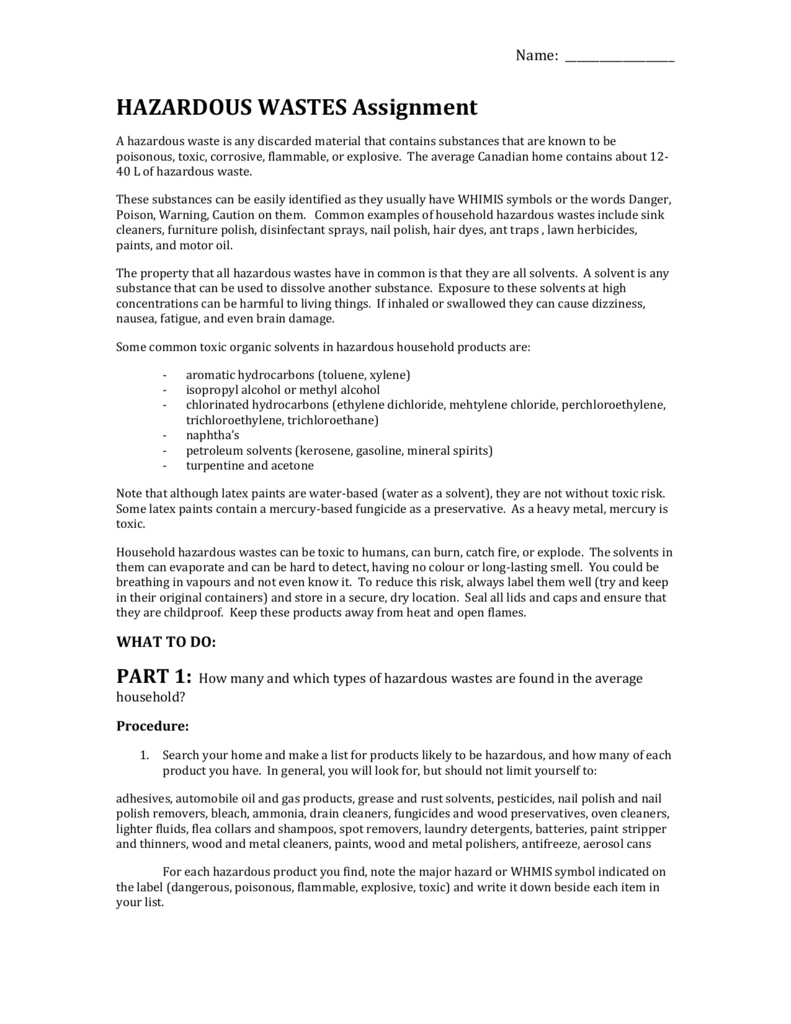 Name: ___________________
HAZARDOUS WASTES Assignment
A hazardous waste is any discarded material that contains substances that are known to be
poisonous, toxic, corrosive, flammable, or explosive. The average Canadian home contains about 12-
40 L of hazardous waste.
These substances can be easily identified as they usually have WHIMIS symbols or the words Danger,
Poison, Warning, Caution on them. Common examples of household hazardous wastes include sink
cleaners, furniture polish, disinfectant sprays, nail polish, hair dyes, ant traps , lawn herbicides,
paints, and motor oil.
The property that all hazardous wastes have in common is that they are all solvents. A solvent is any
substance that can be used to dissolve another substance. Exposure to these solvents at high
concentrations can be harmful to living things. If inhaled or swallowed they can cause dizziness,
nausea, fatigue, and even brain damage.
Some common toxic organic solvents in hazardous household products are:
- aromatic hydrocarbons (toluene, xylene)
- isopropyl alcohol or methyl alcohol
- chlorinated hydrocarbons (ethylene dichloride, mehtylene chloride, perchloroethylene,
trichloroethylene, trichloroethane)
- naphtha's
- petroleum solvents (kerosene, gasoline, mineral spirits)
- turpentine and acetone
Note that although latex paints are water-based (water as a solvent), they are not without toxic risk.
Some latex paints contain a mercury-based fungicide as a preservative. As a heavy metal, mercury is
toxic.
Household hazardous wastes can be toxic to humans, can burn, catch fire, or explode. The solvents in
them can evaporate and can be hard to detect, having no colour or long-lasting smell. You could be
breathing in vapours and not even know it. To reduce this risk, always label them well (try and keep
in their original containers) and store in a secure, dry location. Seal all lids and caps and ensure that
they are childproof. Keep these products away from heat and open flames.
WHAT TO DO:
PART 1: How many and which types of hazardous wastes are found in the average
household?
Procedure:
1. Search your home and make a list for products likely to be hazardous, and how many of each
product you have. In general, you will look for, but should not limit yourself to:
adhesives, automobile oil and gas products, grease and rust solvents, pesticides, nail polish and nail
polish removers, bleach, ammonia, drain cleaners, fungicides and wood preservatives, oven cleaners,
lighter fluids, flea collars and shampoos, spot removers, laundry detergents, batteries, paint stripper
and thinners, wood and metal cleaners, paints, wood and metal polishers, antifreeze, aerosol cans
For each hazardous product you find, note the major hazard or WHMIS symbol indicated on
the label (dangerous, poisonous, flammable, explosive, toxic) and write it down beside each item in
your list.